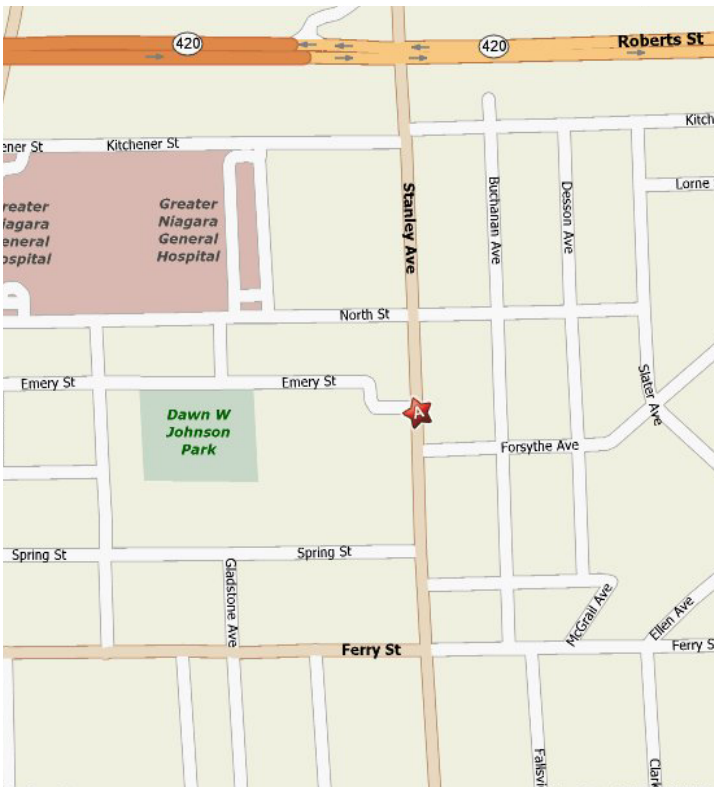 420
420
Roberts St
ener St
Kitchener St
Kitch
Lorne
reater
iagara
eneral
ospital
Greater
Niagara
General
Hospital
Stanley Ave
Buchanan Ave
Desson Ave
North St
Emery St
Emery St
Slater Ave
A
Dawn W
Johnson
Park
Forsythe Ave
Spring St
Spring St
Gladstone Ave
McGrail Ave
Ellen Ave
Ferry St
Ferry S
Fallsvi
Clark